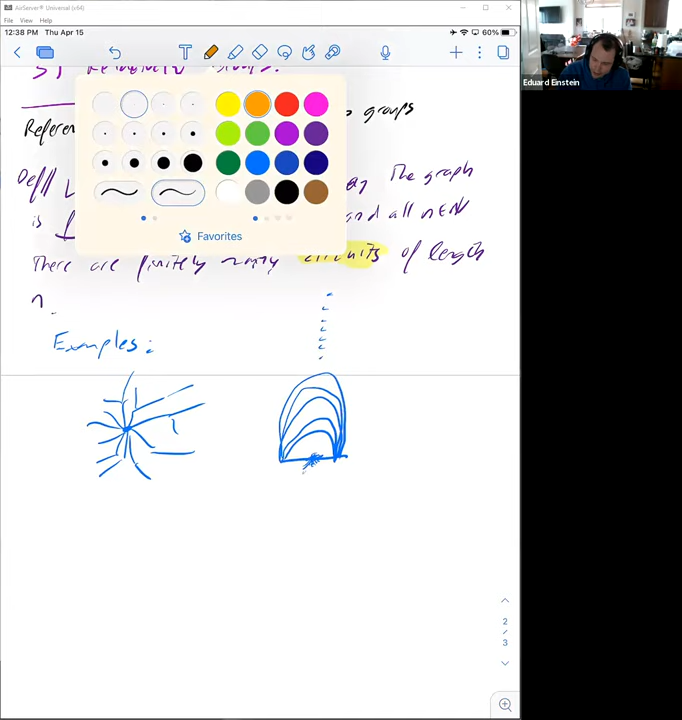 AirServer® Universal (x64)
File View Help
12:38 PM Thu Apr 15
60%
groups
Favorites
The graph
is
and all n∈N
There are finitely many circuits of length
n.
Examples:
2
/
3
Eduard Einstein